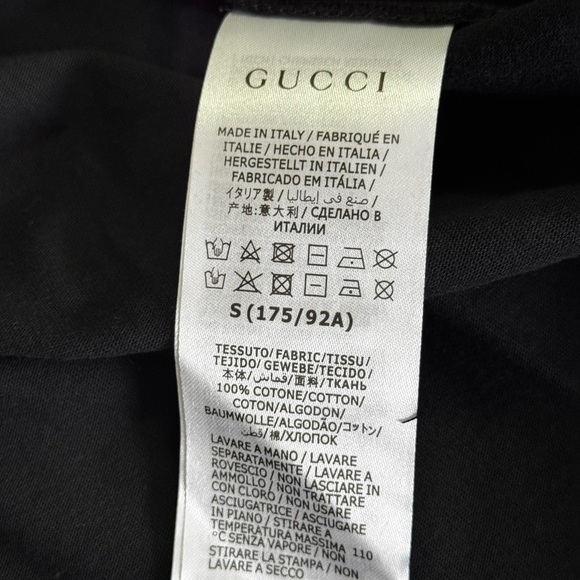 GUCCI
MADE IN ITALY / FABRIQUÉ EN
ITALIE / HECHO EN ITALIA /
HERGESTELLT IN ITALIEN /
FABRICADO EM ITÁLIA /
イタリア製 / صنع في إيطاليا /
产地:意大利 / СДЕЛАНО В
ИТАЛИИ
S (175/92A)
TESSUTO/FABRIC/TISSU/
TEJIDO/GEWEBE/TECIDO/
本体/قماش/面料/ТКАНЬ
100% COTONE/COTTON/
COTON/ALGODON/
BAUMWOLLE/ALGODÃO/コットン/
قطن/棉/ХЛОПОК
LAVARE A MANO / LAVARE
SEPARATAMENTE / LAVARE A
ROVESCIO / NON LASCIARE IN
AMMOLLO / NON TRATTARE
CON CLORO / NON USARE
ASCIUGATRICE / ASCIUGARE
IN PIANO / STIRARE A
TEMPERATURA MASSIMA 110
°C SENZA VAPORE / NON
STIRARE LA STAMPA / NON
LAVARE A SECCO